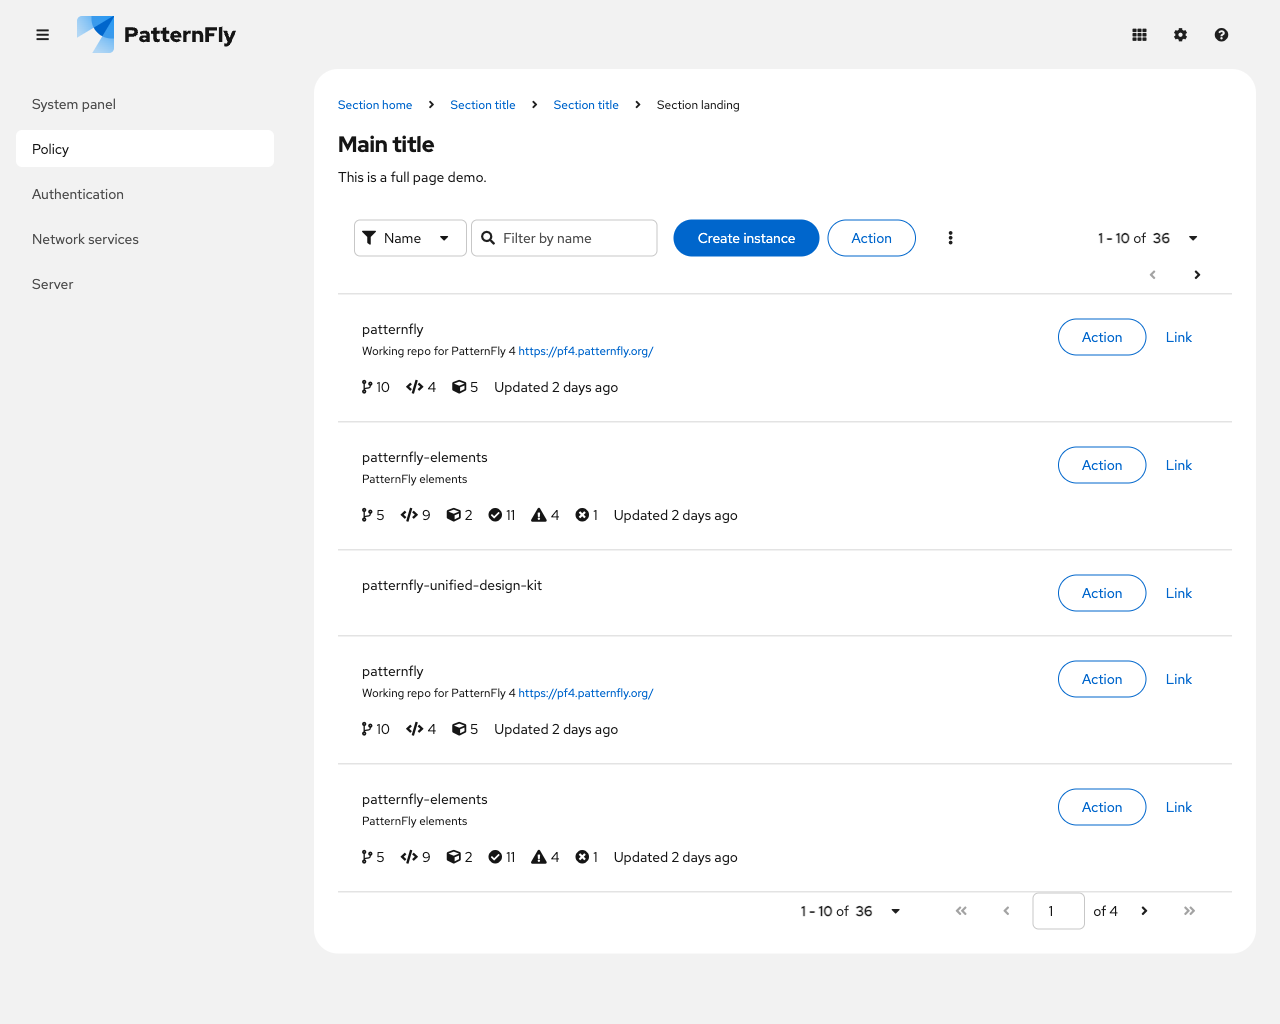 PatternFly
System panel
Policy
Authentication
Network services
Server
Section home Section title Section title Section landing
Main title
This is a full page demo.
Name Filter by name Create instance Action 1 - 10 of 36
patternfly Action Link
Working repo for PatternFly 4 https://pf4.patternfly.org/
10 4 5 Updated 2 days ago
patternfly-elements Action Link
PatternFly elements
5 9 2 11 4 1 Updated 2 days ago
patternfly-unified-design-kit Action Link
patternfly Action Link
Working repo for PatternFly 4 https://pf4.patternfly.org/
10 4 5 Updated 2 days ago
patternfly-elements Action Link
PatternFly elements
5 9 2 11 4 1 Updated 2 days ago
1 - 10 of 36 1 of 4